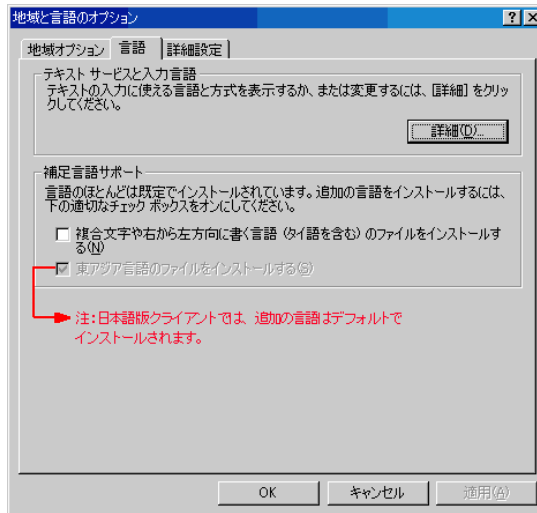 地域と言語のオプション
地域オプション 言語 詳細設定
テキスト サービスと入力言語
テキストの入力に使える言語と方式を表示するか、または変更するには、[詳細] をクリッ
クしてください。
詳細(D)...
補足言語サポート
言語のほとんどは既定でインストールされています。追加の言語をインストールするには、
下の適切なチェック ボックスをオンにしてください。
複合文字や右から左方向に書く言語 (タイ語を含む) のファイルをインストールす
る(N)
東アジア言語のファイルをインストールする(S)
注:日本語版クライアントでは、追加の言語はデフォルトで
インストールされます。
OK キャンセル 適用(A)